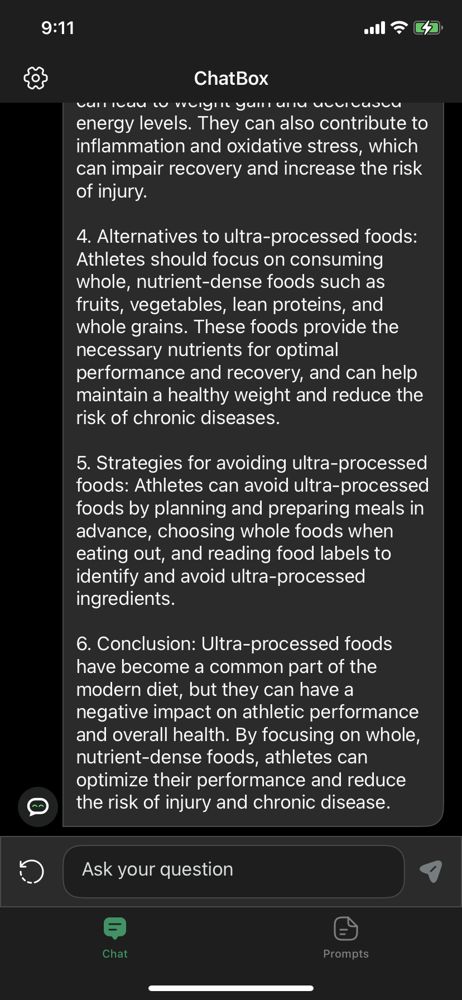 9:11
ChatBox
can lead to weight gain and decreased
energy levels. They can also contribute to
inflammation and oxidative stress, which
can impair recovery and increase the risk
of injury.
4. Alternatives to ultra-processed foods:
Athletes should focus on consuming
whole, nutrient-dense foods such as
fruits, vegetables, lean proteins, and
whole grains. These foods provide the
necessary nutrients for optimal
performance and recovery, and can help
maintain a healthy weight and reduce the
risk of chronic diseases.
5. Strategies for avoiding ultra-processed
foods: Athletes can avoid ultra-processed
foods by planning and preparing meals in
advance, choosing whole foods when
eating out, and reading food labels to
identify and avoid ultra-processed
ingredients.
6. Conclusion: Ultra-processed foods
have become a common part of the
modern diet, but they can have a
negative impact on athletic performance
and overall health. By focusing on whole,
nutrient-dense foods, athletes can
optimize their performance and reduce
the risk of injury and chronic disease.
Ask your question
Chat
Prompts